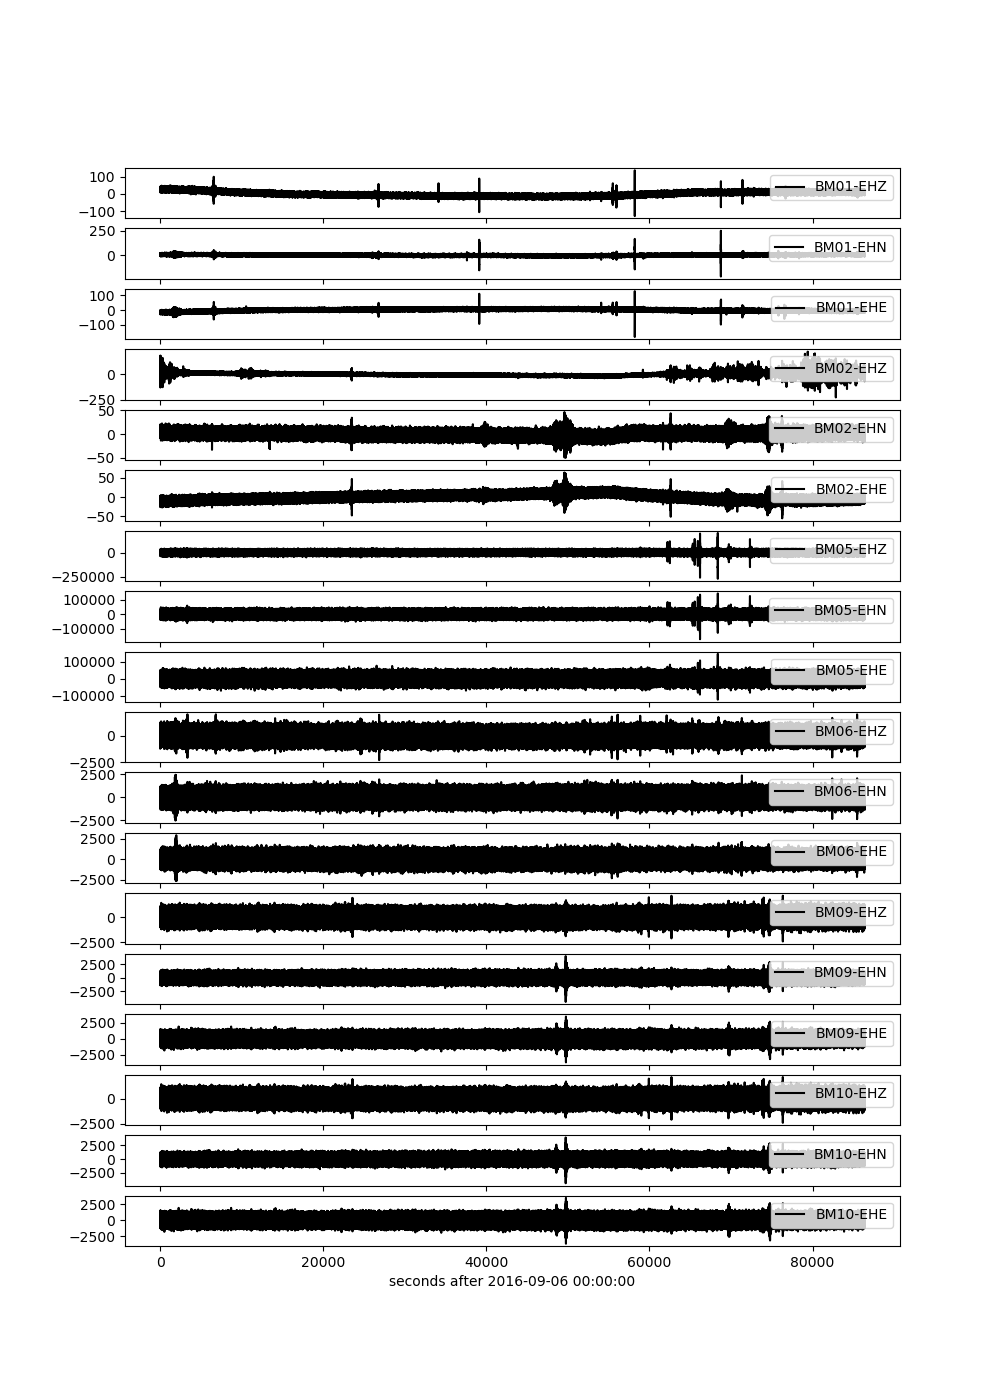 100
0
−100
BM01-EHZ
250
0
BM01-EHN
100
0
−100
BM01-EHE
0
−250
BM02-EHZ
50
0
−50
BM02-EHN
50
0
−50
BM02-EHE
0
−250000
BM05-EHZ
100000
0
−100000
BM05-EHN
100000
0
−100000
BM05-EHE
0
−2500
BM06-EHZ
2500
0
−2500
BM06-EHN
2500
0
−2500
BM06-EHE
0
−2500
BM09-EHZ
2500
0
−2500
BM09-EHN
2500
0
−2500
BM09-EHE
0
−2500
BM10-EHZ
2500
0
−2500
BM10-EHN
2500
0
−2500
BM10-EHE
0 20000 40000 60000 80000
seconds after 2016-09-06 00:00:00